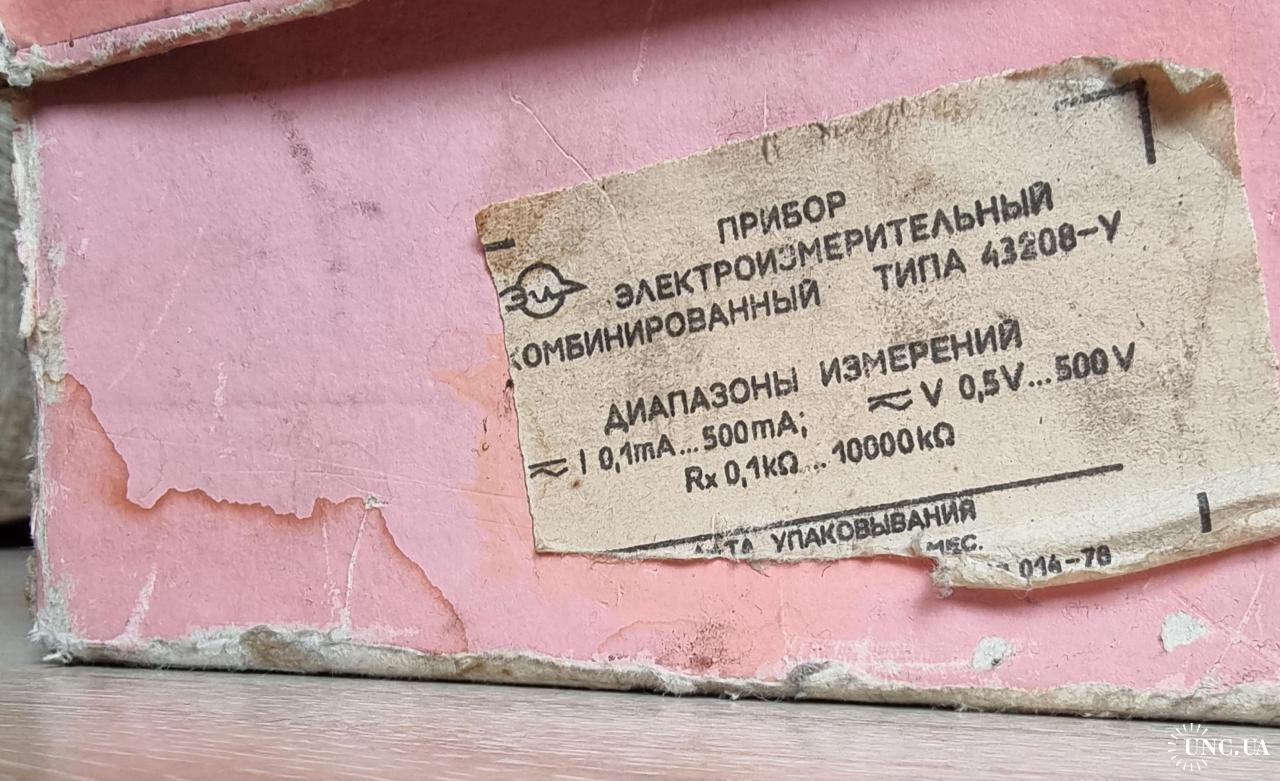 ПРИБОР
ЭЛЕКТРОИЗМЕРИТЕЛЬНЫЙ
КОМБИНИРОВАННЫЙ ТИПА 43208-У
ДИАПАЗОНЫ ИЗМЕРЕНИЙ
≂ I 0,1mA...500mA; ≂ V 0,5V...500V
Rx 0,1kΩ...10000kΩ
ДАТА УПАКОВЫВАНИЯ
МЕС.
014-78
UNC.UA